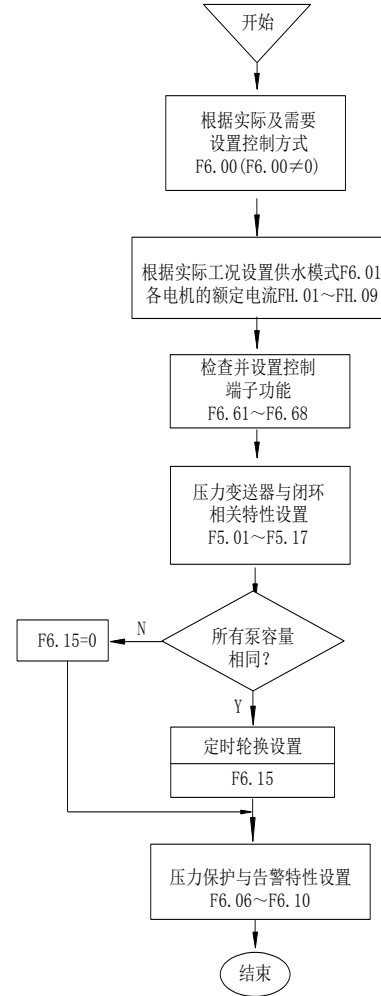 开始
根据实际及需要
设置控制方式
F6.00(F6.00≠0)
根据实际工况设置供水模式F6.01
各电机的额定电流FH.01～FH.09
检查并设置控制
端子功能
F6.61～F6.68
压力变送器与闭环
相关特性设置
F5.01～F5.17
所有泵容量
相同?
N
F6.15=0
Y
定时轮换设置
F6.15
压力保护与告警特性设置
F6.06～F6.10
结束